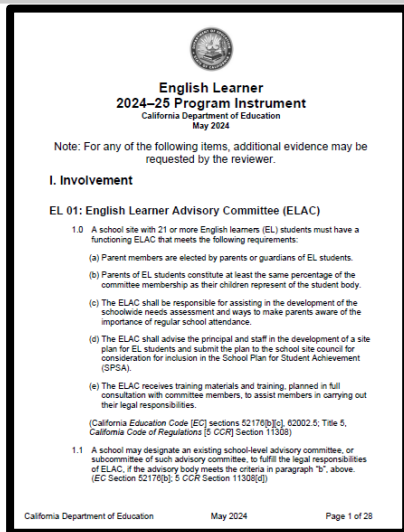 English Learner
2024–25 Program Instrument
California Department of Education
May 2024
Note: For any of the following items, additional evidence may be
requested by the reviewer.
I. Involvement
EL 01: English Learner Advisory Committee (ELAC)
1.0 A school site with 21 or more English learners (EL) students must have a
functioning ELAC that meets the following requirements:
(a) Parent members are elected by parents or guardians of EL students.
(b) Parents of EL students constitute at least the same percentage of the
committee membership as their children represent of the student body.
(c) The ELAC shall be responsible for assisting in the development of the
schoolwide needs assessment and ways to make parents aware of the
importance of regular school attendance.
(d) The ELAC shall advise the principal and staff in the development of a site
plan for EL students and submit the plan to the school site council for
consideration for inclusion in the School Plan for Student Achievement
(SPSA).
(e) The ELAC receives training materials and training, planned in full
consultation with committee members, to assist members in carrying out
their legal responsibilities.
(California Education Code [EC] sections 52176[b][c], 62002.5; Title 5,
California Code of Regulations [5 CCR] Section 11308)
1.1 A school may designate an existing school-level advisory committee, or
subcommittee of such advisory committee, to fulfill the legal responsibilities
of ELAC, if the advisory body meets the criteria in paragraph "b", above.
(EC Section 52176[b]; 5 CCR Section 11308[d])
California Department of Education May 2024 Page 1 of 28